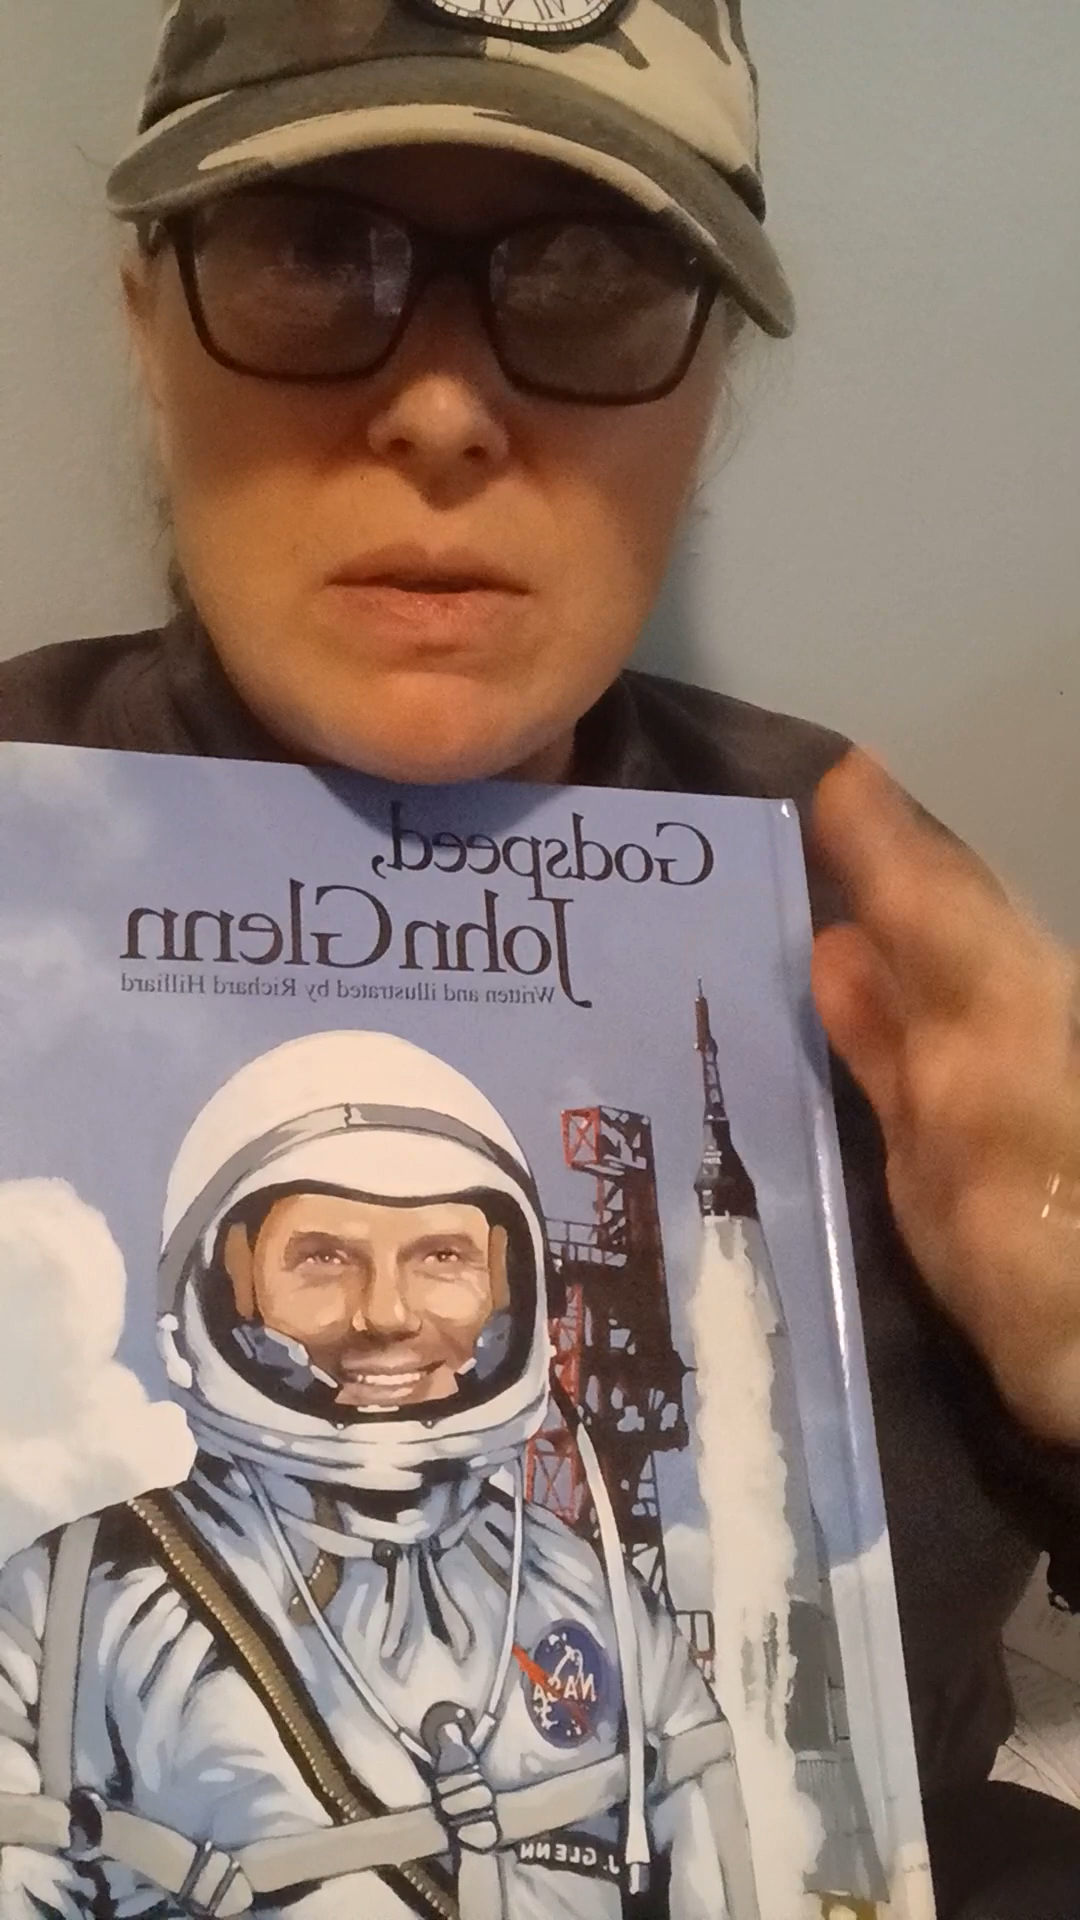 Godspeed,
John Glenn
Written and illustrated by Richard Hilliard
NASA
J. GLENN